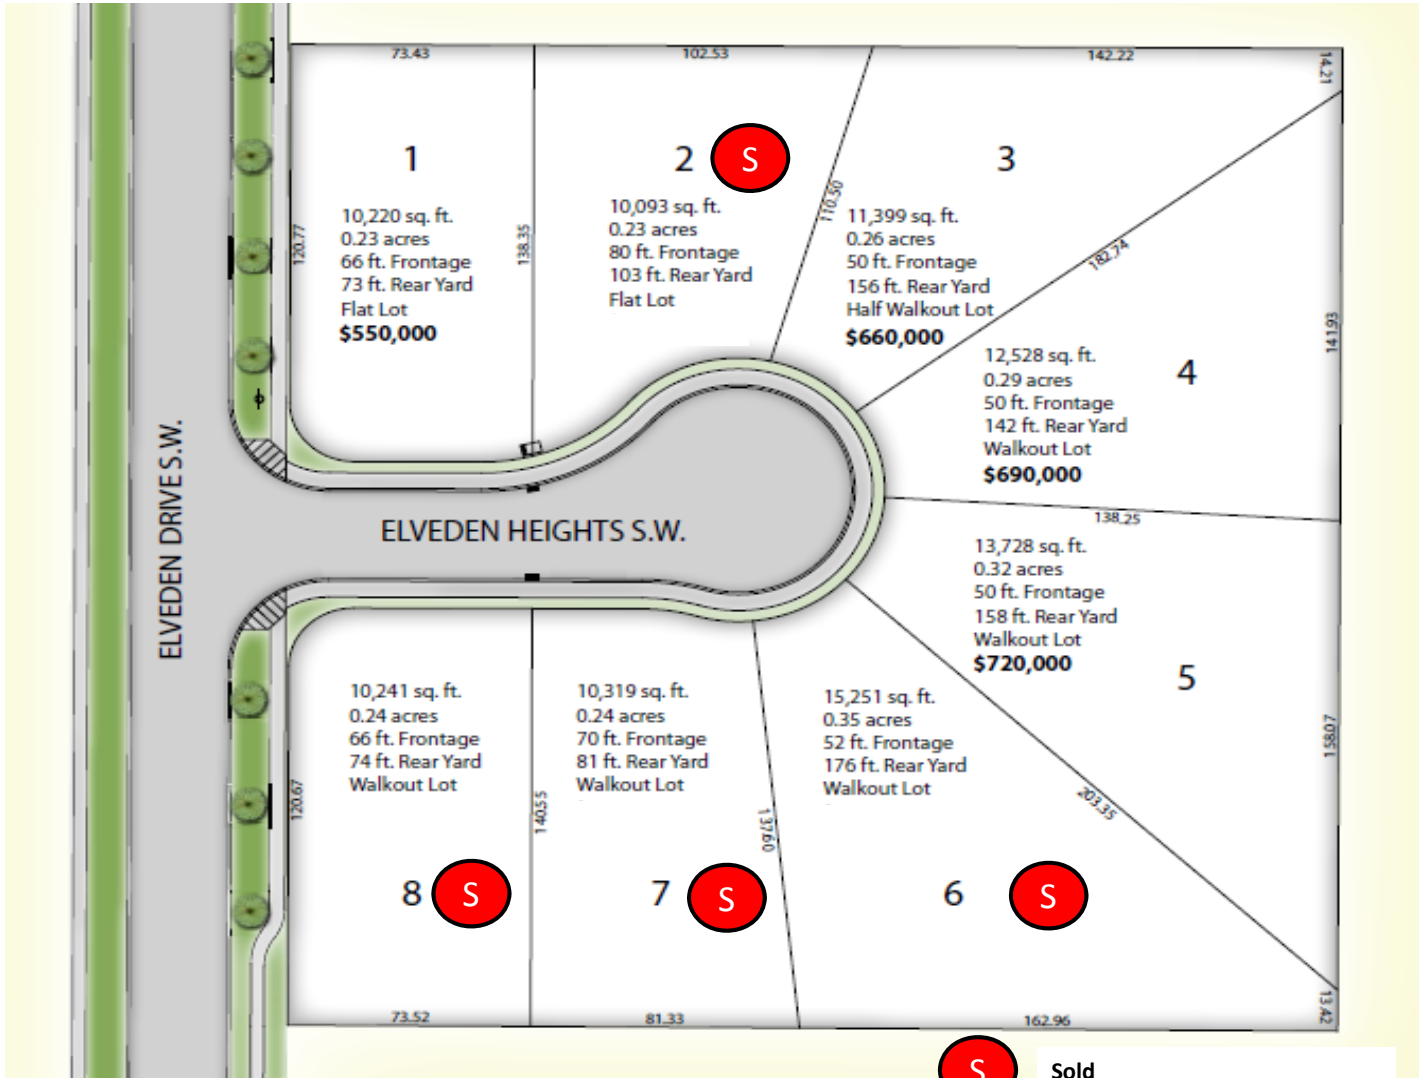 73.43
102.53
142.22
14.21
1
2
S
3
10,220 sq. ft.
0.23 acres
66 ft. Frontage
73 ft. Rear Yard
Flat Lot
$550,000
120.77
138.35
10,093 sq. ft.
0.23 acres
80 ft. Frontage
103 ft. Rear Yard
Flat Lot
110.50
11,399 sq. ft.
0.26 acres
50 ft. Frontage
156 ft. Rear Yard
Half Walkout Lot
$660,000
182.74
12,528 sq. ft.
0.29 acres
50 ft. Frontage
142 ft. Rear Yard
Walkout Lot
$690,000
4
141.93
ELVEDEN DRIVE S.W.
ELVEDEN HEIGHTS S.W.
138.25
13,728 sq. ft.
0.32 acres
50 ft. Frontage
158 ft. Rear Yard
Walkout Lot
$720,000
5
158.07
10,241 sq. ft.
0.24 acres
66 ft. Frontage
74 ft. Rear Yard
Walkout Lot
120.67
140.55
10,319 sq. ft.
0.24 acres
70 ft. Frontage
81 ft. Rear Yard
Walkout Lot
137.60
15,251 sq. ft.
0.35 acres
52 ft. Frontage
176 ft. Rear Yard
Walkout Lot
203.35
8
S
7
S
6
S
73.52
81.33
162.96
13.42
S
Sold